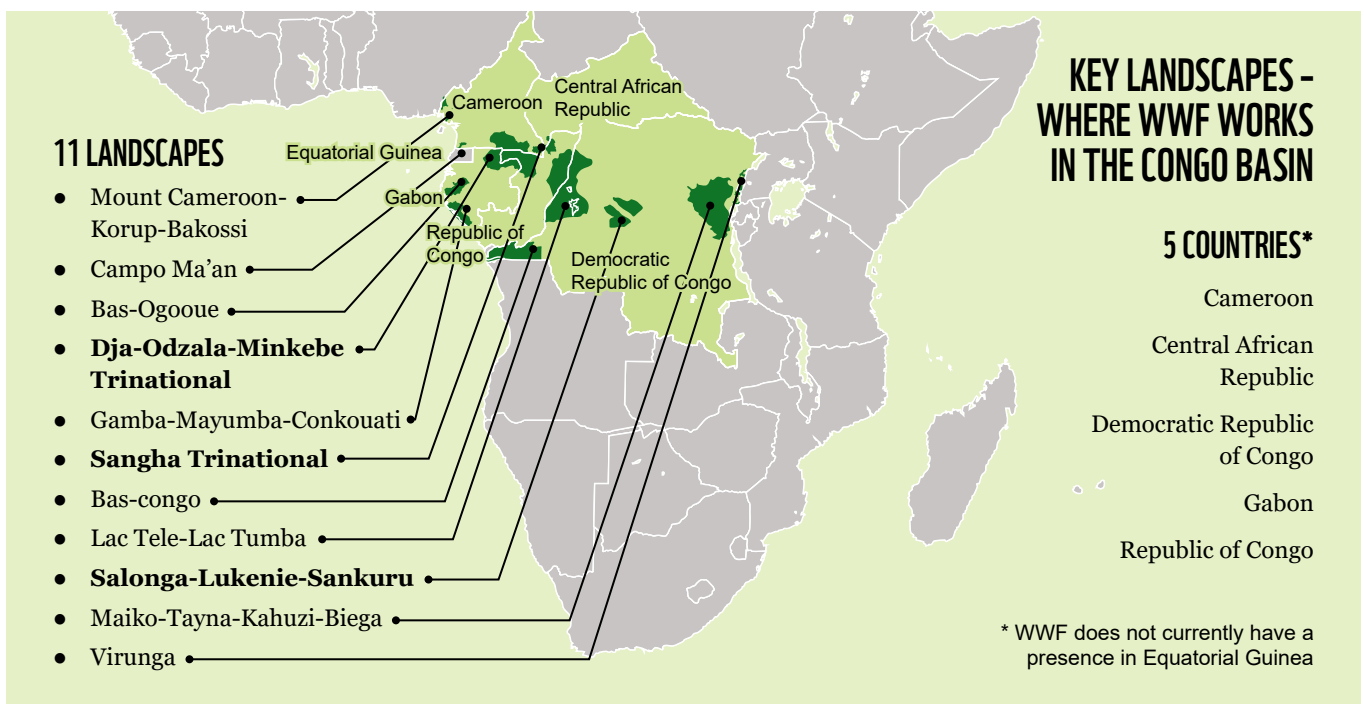 11 LANDSCAPES
● Mount Cameroon-
Korup-Bakossi
● Campo Ma’an
● Bas-Ogooue
● Dja-Odzala-Minkebe
Trinational
● Gamba-Mayumba-Conkouati
● Sangha Trinational
● Bas-congo
● Lac Tele-Lac Tumba
● Salonga-Lukenie-Sankuru
● Maiko-Tayna-Kahuzi-Biega
● Virunga
Cameroon
Central African
Republic
Equatorial Guinea
Gabon
Republic of
Congo
Democratic
Republic of Congo
KEY LANDSCAPES –
WHERE WWF WORKS
IN THE CONGO BASIN
5 COUNTRIES*
Cameroon
Central African
Republic
Democratic Republic
of Congo
Gabon
Republic of Congo
* WWF does not currently have a
presence in Equatorial Guinea